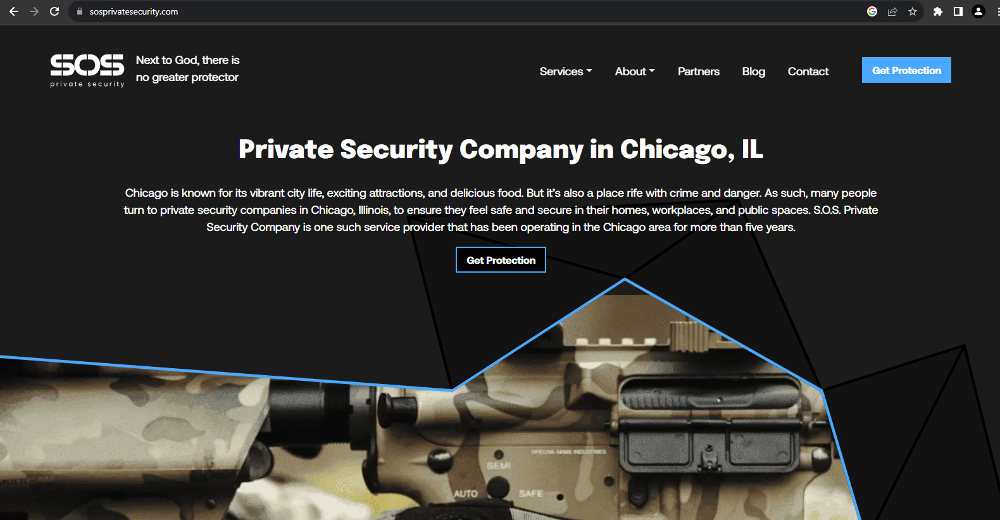 sosprivatesecurity.com
SOS
private security
Next to God, there is
no greater protector
Services
About
Partners
Blog
Contact
Get Protection
Private Security Company in Chicago, IL
Chicago is known for its vibrant city life, exciting attractions, and delicious food. But it’s also a place rife with crime and danger. As such, many people
turn to private security companies in Chicago, Illinois, to ensure they feel safe and secure in their homes, workplaces, and public spaces. S.O.S. Private
Security Company is one such service provider that has been operating in the Chicago area for more than five years.
Get Protection
SPECNA ARMS INDUSTRIES
SEMI
AUTO
SAFE